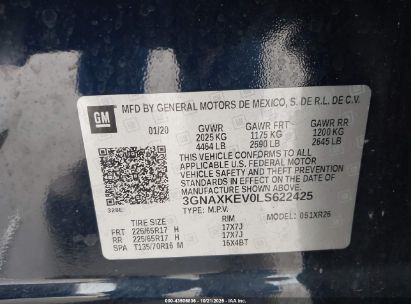 GM
MFD BY GENERAL MOTORS DE MEXICO, S. DE R.L. DE C.V.
01/20 GVWR GAWR FRT GAWR RR
2025 KG 1175 KG 1200 KG
4464 LB 2590 LB 2645 LB
THIS VEHICLE CONFORMS TO ALL
APPLICABLE U.S. FEDERAL MOTOR
VEHICLE SAFETY AND THEFT PREVENTION
STANDARDS IN EFFECT ON THE DATE OF
MANUFACTURE SHOWN ABOVE.
3GNAXKEV0LS622425
TYPE: M.P.V. MODEL: 051XR26
TIRE SIZE SPEED RTG RIM
FRT 225/65R17 H 17X7J
RR 225/65R17 H 17X7J
SPA T135/70R16 M 16X4BT